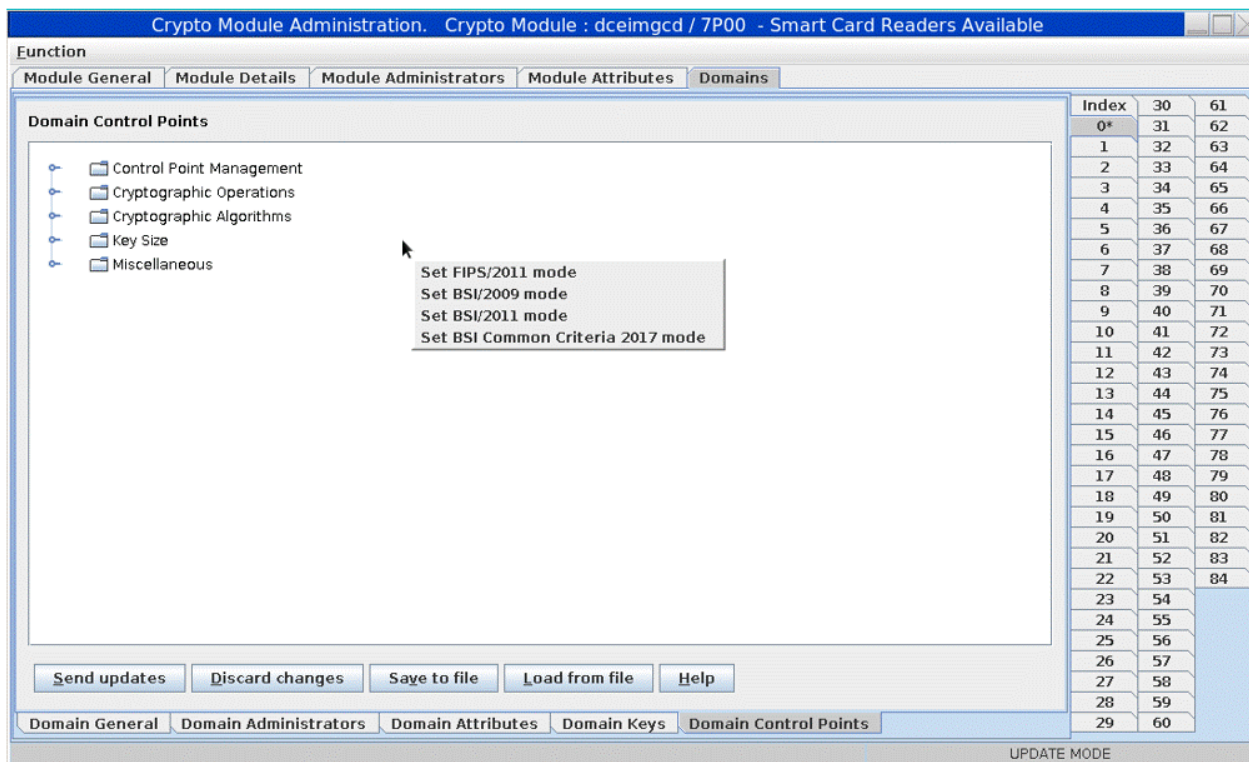 Crypto Module Administration. Crypto Module : dceimgcd / 7P00 - Smart Card Readers Available
Function
Module General Module Details Module Administrators Module Attributes Domains
Domain Control Points
Control Point Management
Cryptographic Operations
Cryptographic Algorithms
Key Size
Miscellaneous
Set FIPS/2011 mode
Set BSI/2009 mode
Set BSI/2011 mode
Set BSI Common Criteria 2017 mode
Index 30 61
0* 31 62
1 32 63
2 33 64
3 34 65
4 35 66
5 36 67
6 37 68
7 38 69
8 39 70
9 40 71
10 41 72
11 42 73
12 43 74
13 44 75
14 45 76
15 46 77
16 47 78
17 48 79
18 49 80
19 50 81
20 51 82
21 52 83
22 53 84
23 54
24 55
25 56
26 57
27 58
28 59
29 60
Send updates Discard changes Save to file Load from file Help
Domain General Domain Administrators Domain Attributes Domain Keys Domain Control Points
UPDATE MODE